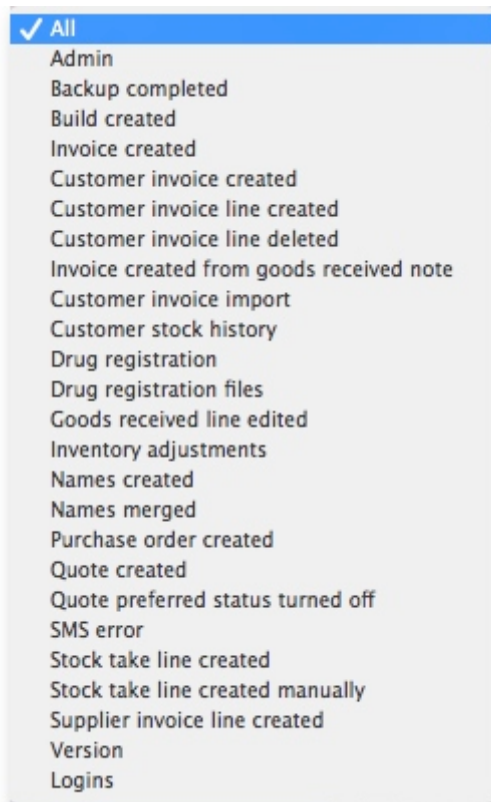 All
Admin
Backup completed
Build created
Invoice created
Customer invoice created
Customer invoice line created
Customer invoice line deleted
Invoice created from goods received note
Customer invoice import
Customer stock history
Drug registration
Drug registration files
Goods received line edited
Inventory adjustments
Names created
Names merged
Purchase order created
Quote created
Quote preferred status turned off
SMS error
Stock take line created
Stock take line created manually
Supplier invoice line created
Version
Logins